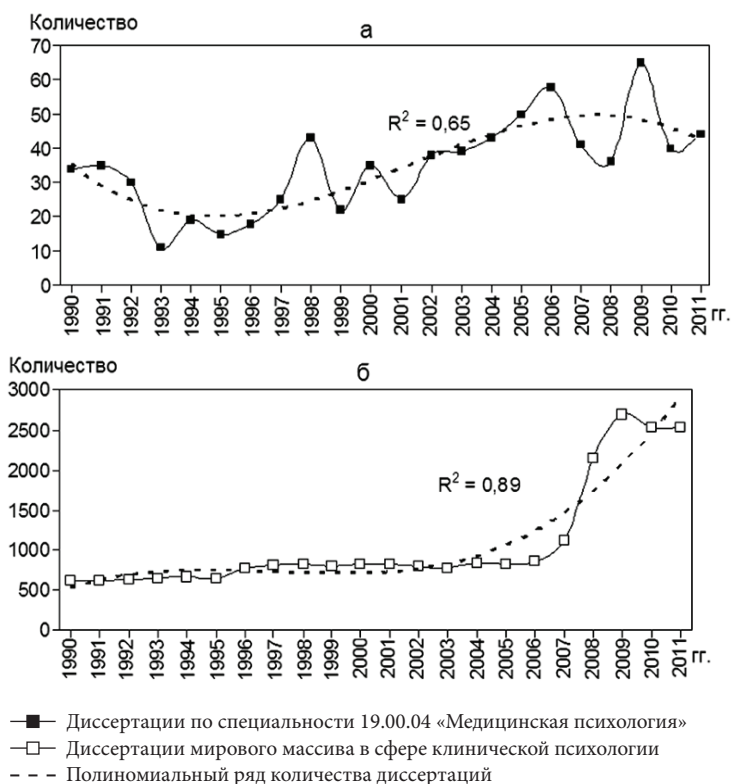 Количество
а
70
60
50
40
30
20
10
0
R² = 0,65
1990 1991 1992 1993 1994 1995 1996 1997 1998 1999 2000 2001 2002 2003 2004 2005 2006 2007 2008 2009 2010 2011 гг.
Количество
б
3000
2500
2000
1500
1000
500
0
R² = 0,89
1990 1991 1992 1993 1994 1995 1996 1997 1998 1999 2000 2001 2002 2003 2004 2005 2006 2007 2008 2009 2010 2011 гг.
Диссертации по специальности 19.00.04 «Медицинская психология»
Диссертации мирового массива в сфере клинической психологии
Полиномиальный ряд количества диссертаций